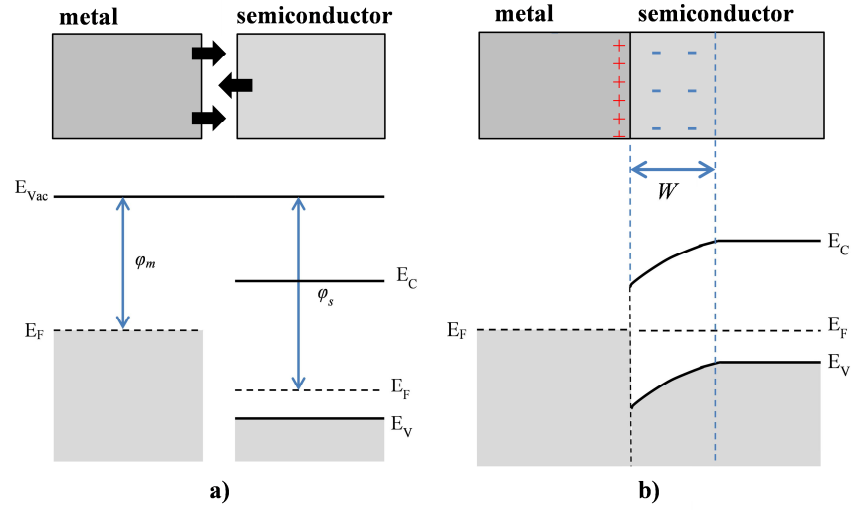 metal semiconductor
E_Vac
φ_m
φ_s
E_C
E_F
E_F
E_V
a)
metal semiconductor
+ - -
+
+ - -
+
+ - -
+
W
E_C
E_F E_F
E_V
b)